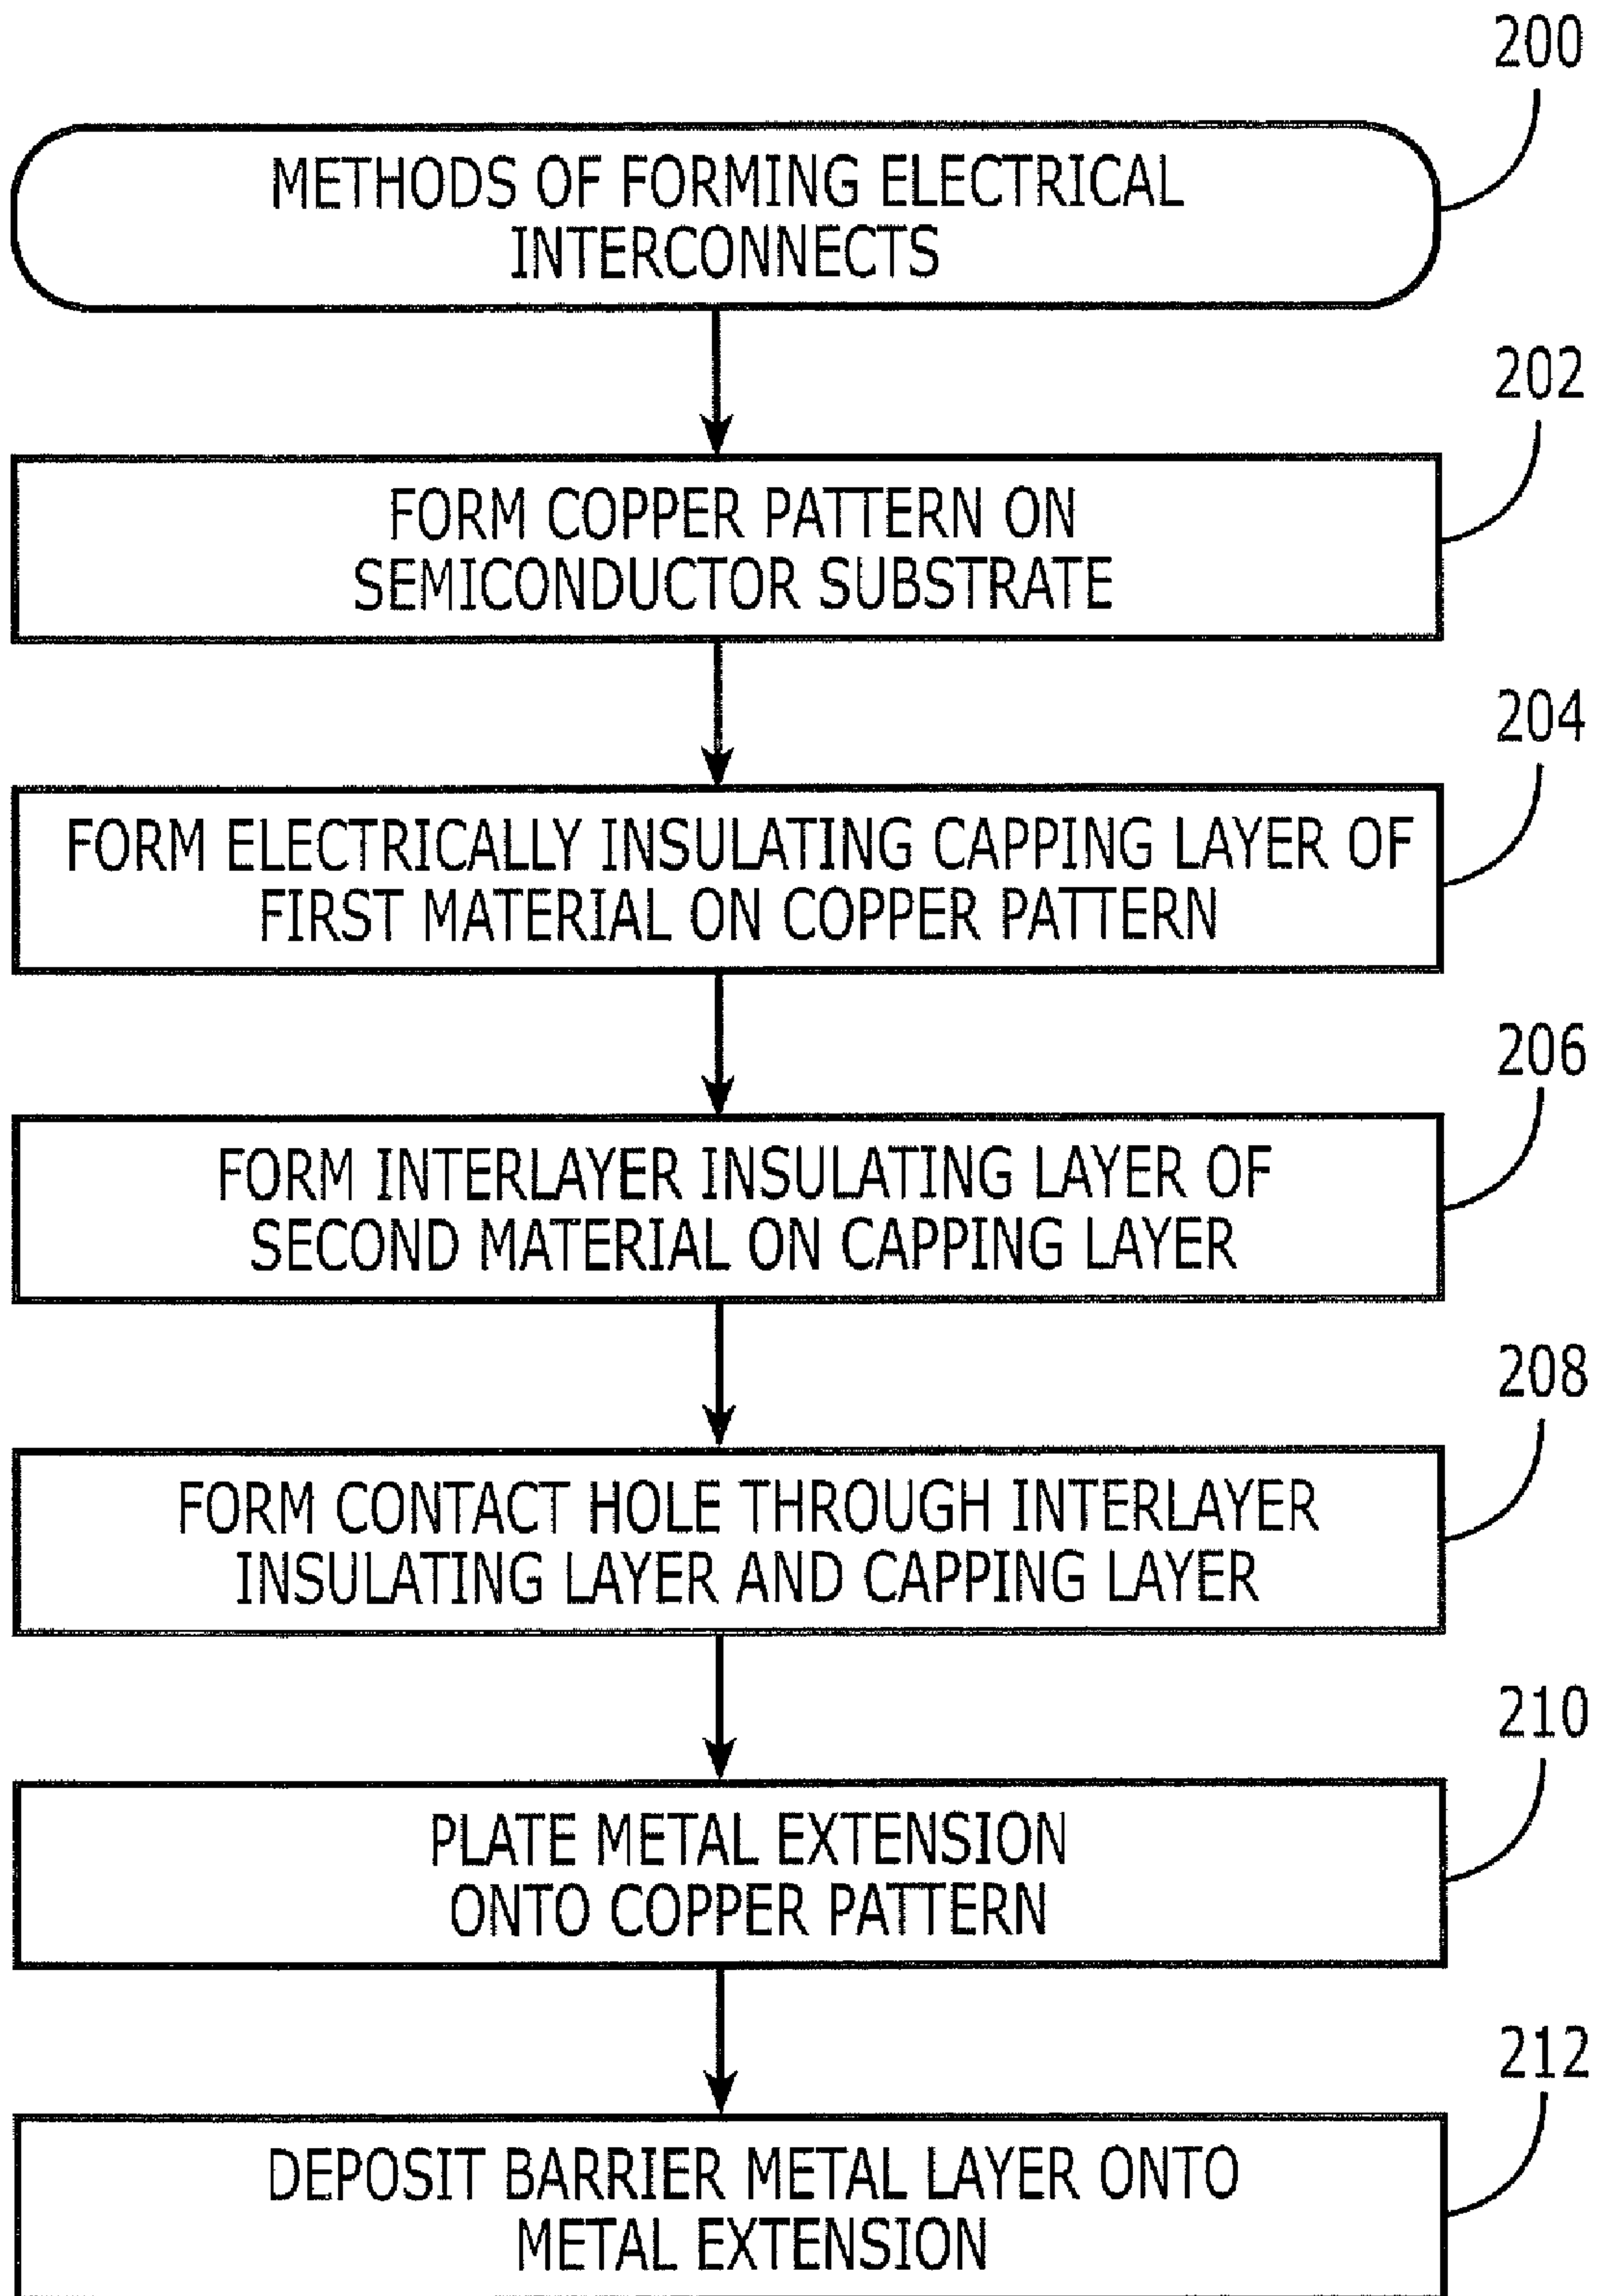 200
METHODS OF FORMING ELECTRICAL
INTERCONNECTS
202
FORM COPPER PATTERN ON
SEMICONDUCTOR SUBSTRATE
204
FORM ELECTRICALLY INSULATING CAPPING LAYER OF
FIRST MATERIAL ON COPPER PATTERN
206
FORM INTERLAYER INSULATING LAYER OF
SECOND MATERIAL ON CAPPING LAYER
208
FORM CONTACT HOLE THROUGH INTERLAYER
INSULATING LAYER AND CAPPING LAYER
210
PLATE METAL EXTENSION
ONTO COPPER PATTERN
212
DEPOSIT BARRIER METAL LAYER ONTO
METAL EXTENSION